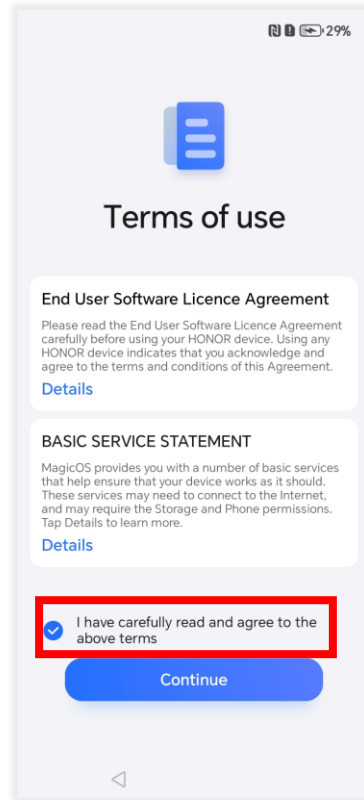 29%
Terms of use
End User Software Licence Agreement
Please read the End User Software Licence Agreement
carefully before using your HONOR device. Using any
HONOR device indicates that you acknowledge and
agree to the terms and conditions of this Agreement.
Details
BASIC SERVICE STATEMENT
MagicOS provides you with a number of basic services
that help ensure that your device works as it should.
These services may need to connect to the Internet,
and may require the Storage and Phone permissions.
Tap Details to learn more.
Details
I have carefully read and agree to the
above terms
Continue